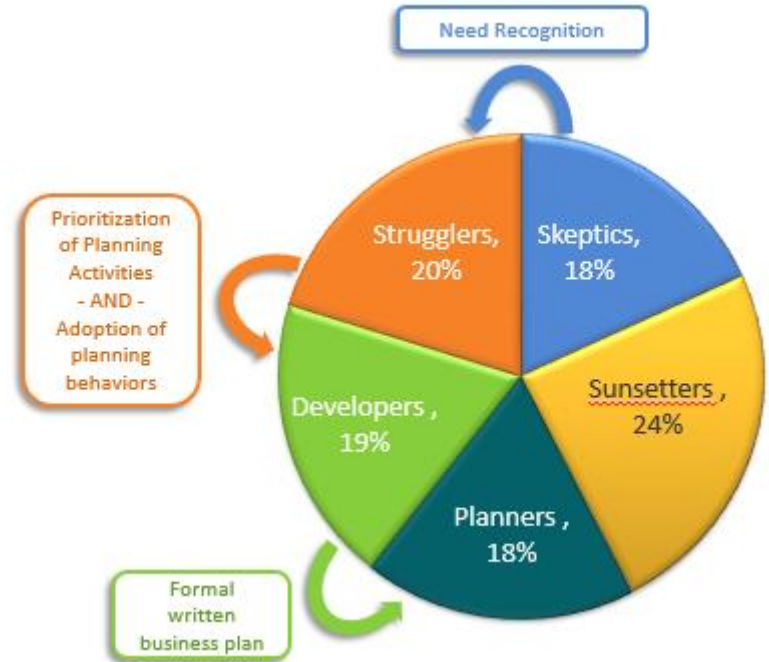 Need Recognition
Prioritization
of Planning
Activities
- AND -
Adoption of
planning
behaviors
Strugglers,
20%
Skeptics,
18%
Sunsetters ,
24%
Developers ,
19%
Planners ,
18%
Formal
written
business plan